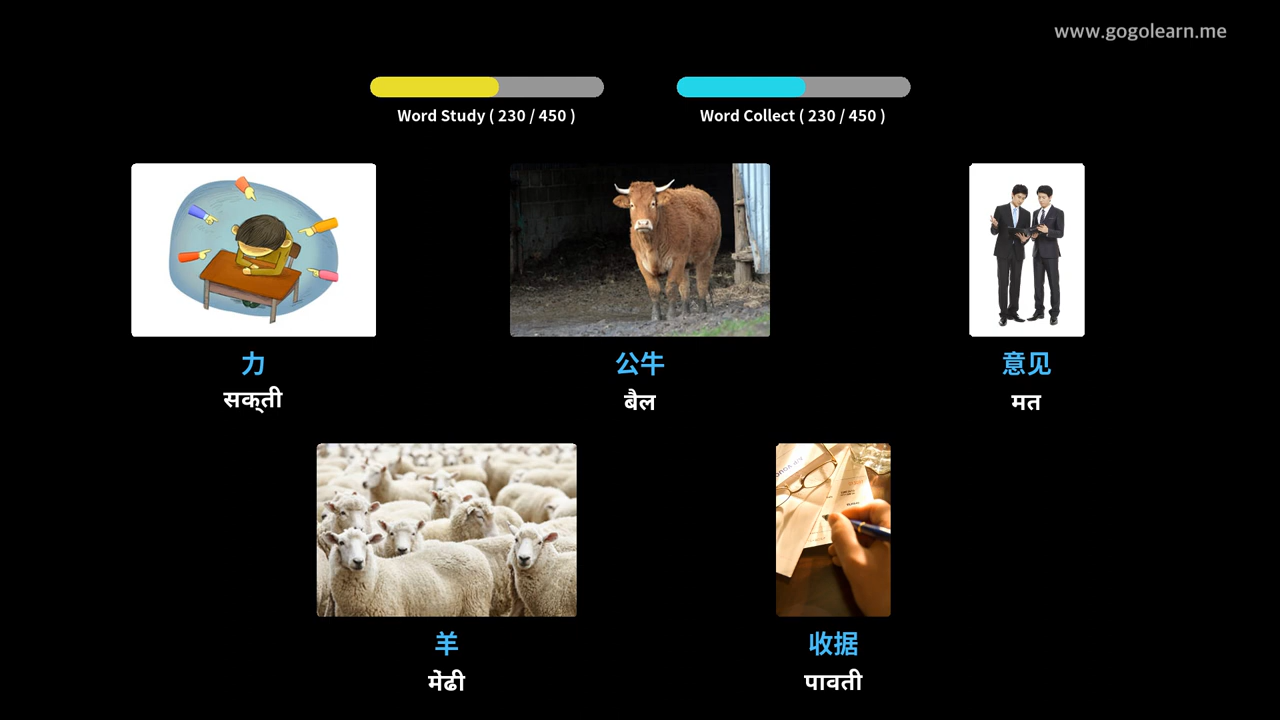 www.gogolearn.me
Word Study ( 230 / 450 )
Word Collect ( 230 / 450 )
力
公牛
意见
सक्‌ती
बैल
मत
羊
收据
मेंढी
पावती